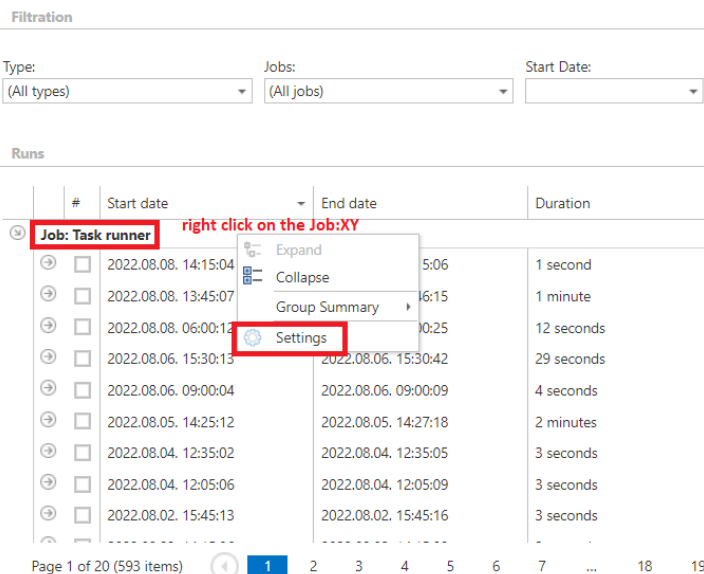 Filtration
Type: Jobs: Start Date:
(All types) (All jobs)
Runs
# Start date End date Duration
right click on the Job:XY
Job: Task runner
Expand
2022.08.08. 14:15:04 5:06 1 second
Collapse
2022.08.08. 13:45:07 46:15 1 minute
Group Summary
2022.08.08. 06:00:12 00:25 12 seconds
Settings
2022.08.06. 15:30:13 2022.08.06. 15:30:42 29 seconds
2022.08.06. 09:00:04 2022.08.06. 09:00:09 4 seconds
2022.08.05. 14:25:12 2022.08.05. 14:27:18 2 minutes
2022.08.04. 12:35:02 2022.08.04. 12:35:05 3 seconds
2022.08.04. 12:05:06 2022.08.04. 12:05:09 3 seconds
2022.08.02. 15:45:13 2022.08.02. 15:45:16 3 seconds
Page 1 of 20 (593 items) 1 2 3 4 5 6 7 ... 18 19